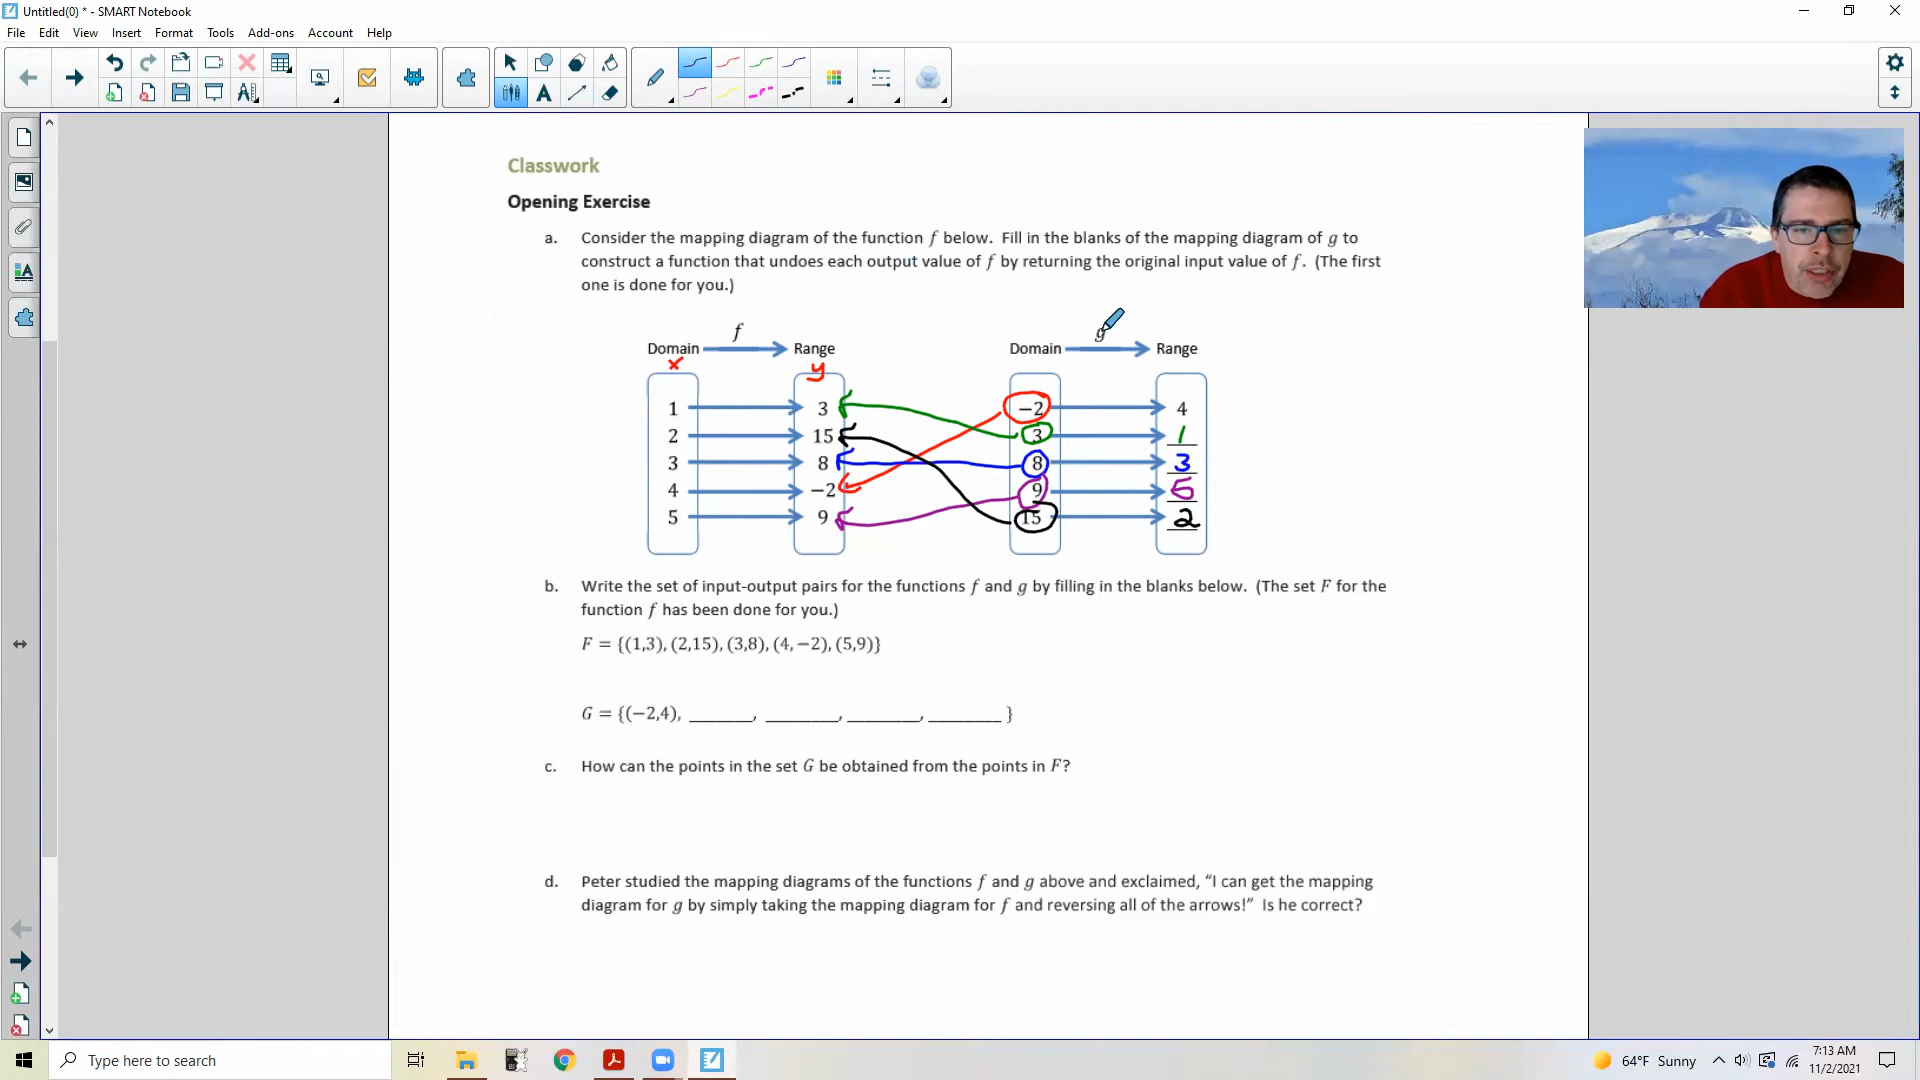 Untitled(0) * - SMART Notebook
File Edit View Insert Format Tools Add-ons Account Help
Classwork
Opening Exercise
a. Consider the mapping diagram of the function f below. Fill in the blanks of the mapping diagram of g to
construct a function that undoes each output value of f by returning the original input value of f. (The first
one is done for you.)
f g
Domain Range Domain Range
x y
1 3 −2 4
2 15 3 1
3 8 8 3
4 −2 9 5
5 9 15 2
b. Write the set of input-output pairs for the functions f and g by filling in the blanks below. (The set F for the
function f has been done for you.)
F = {(1,3), (2,15), (3,8), (4, −2), (5,9)}
G = {(−2,4), ________, ________, ________, ________ }
c. How can the points in the set G be obtained from the points in F?
d. Peter studied the mapping diagrams of the functions f and g above and exclaimed, “I can get the mapping
diagram for g by simply taking the mapping diagram for f and reversing all of the arrows!” Is he correct?
Type here to search
64°F Sunny
7:13 AM
11/2/2021